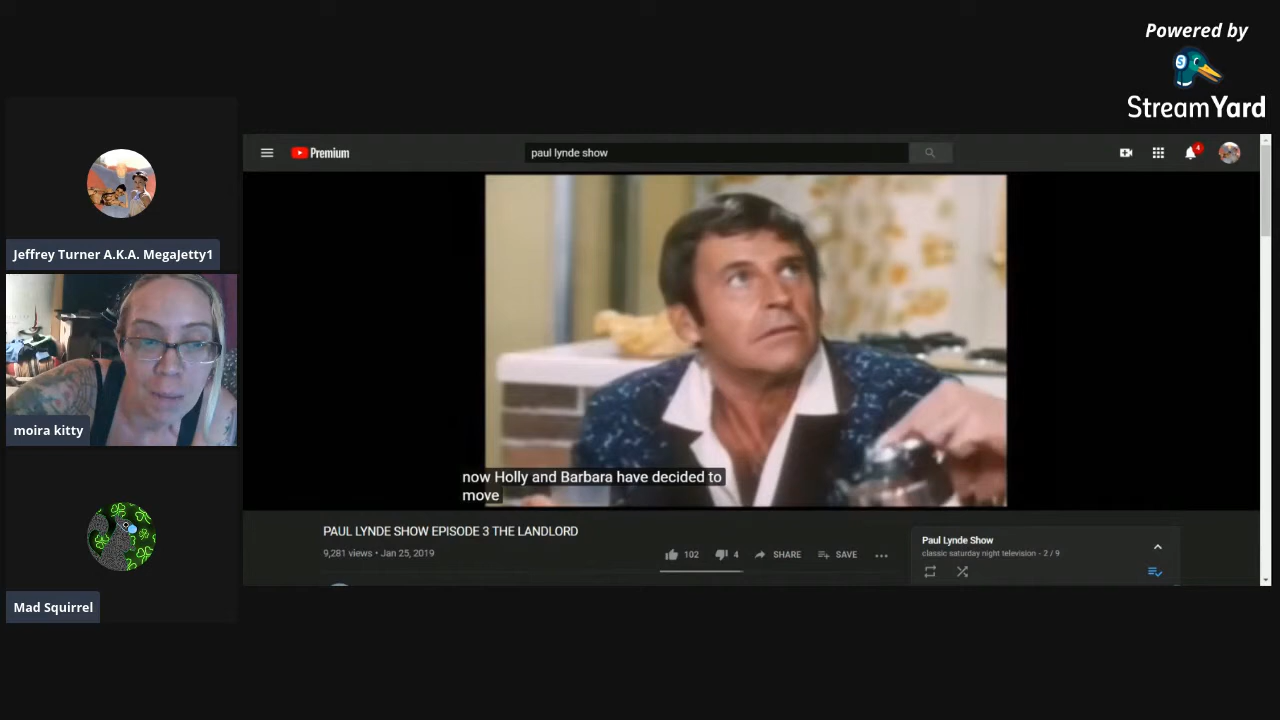 Powered by
StreamYard
Premium
paul lynde show
4
Jeffrey Turner A.K.A. MegaJetty1
moira kitty
Mad Squirrel
now Holly and Barbara have decided to
move
PAUL LYNDE SHOW EPISODE 3 THE LANDLORD
9,281 views • Jan 25, 2019
102
4
SHARE
SAVE
Paul Lynde Show
classic saturday night television - 2 / 9